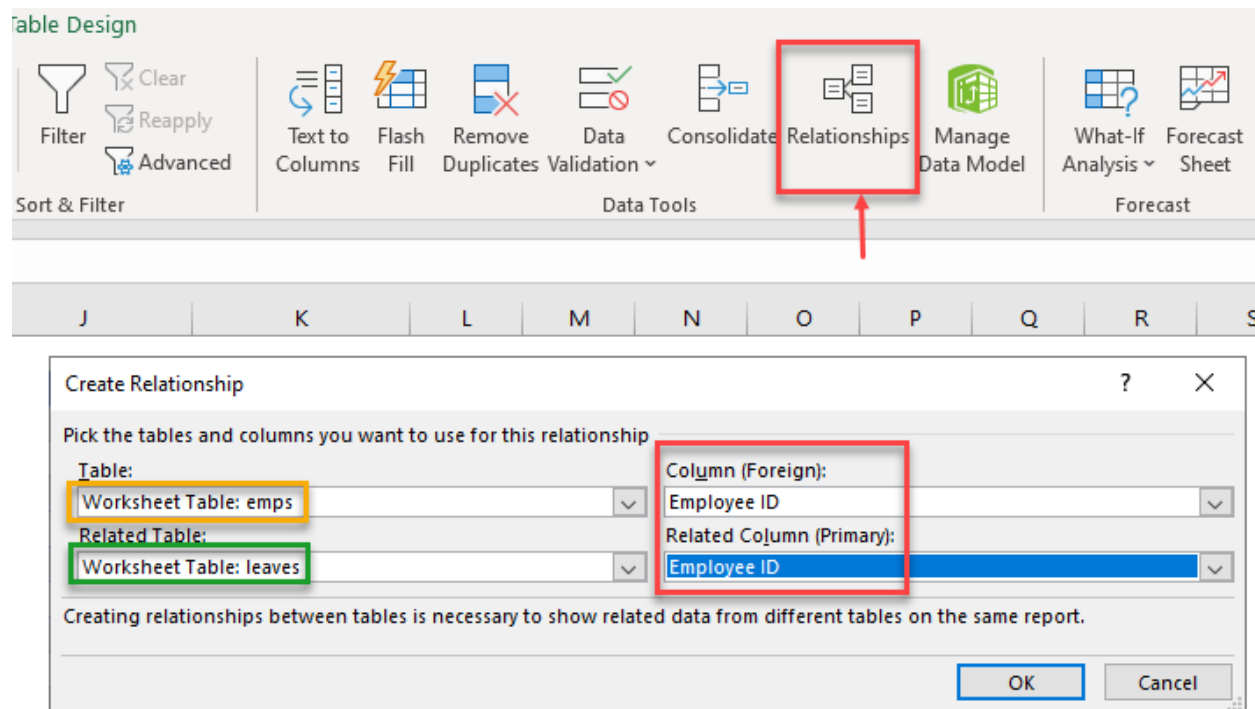 Table Design
Clear
Reapply
Advanced
Filter
Text to Columns
Flash Fill
Remove Duplicates
Data Validation
Consolidate
Relationships
Manage Data Model
What-If Analysis
Forecast Sheet
Sort & Filter
Data Tools
Forecast
J K L M N O P Q R S
Create Relationship ?
Pick the tables and columns you want to use for this relationship
Table: Column (Foreign):
Worksheet Table: emps Employee ID
Related Table: Related Column (Primary):
Worksheet Table: leaves Employee ID
Creating relationships between tables is necessary to show related data from different tables on the same report.
OK Cancel